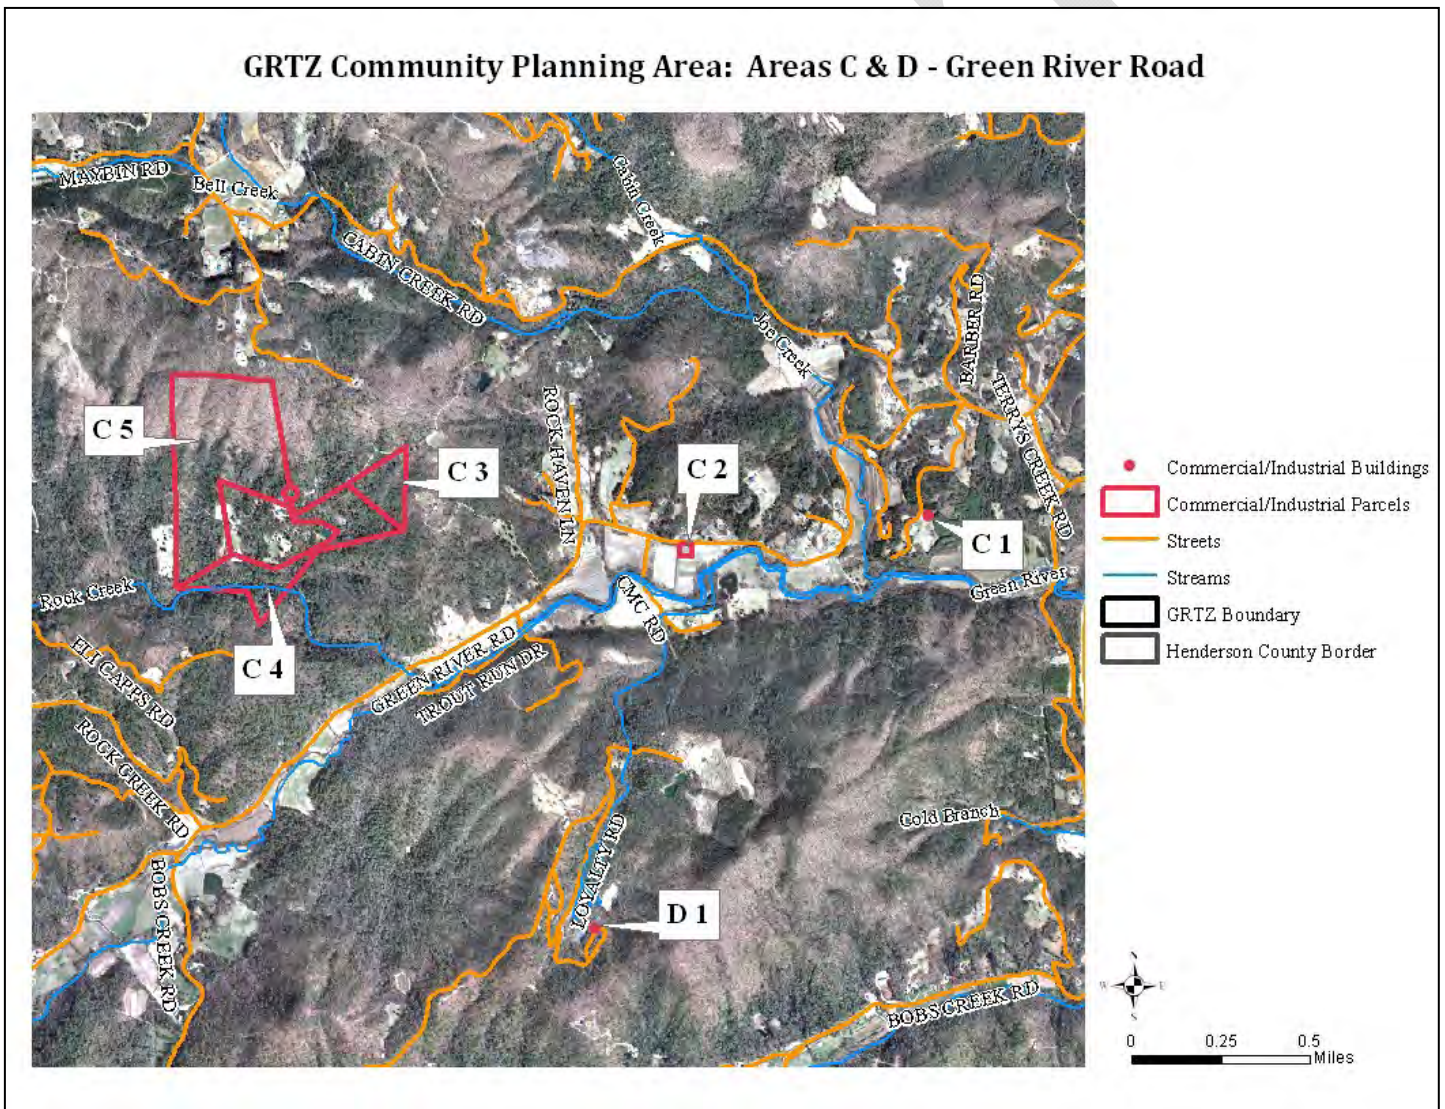 GRTZ Community Planning Area: Areas C & D - Green River Road
MAYBIN RD
Bell Creek
Cabin Creek
CABIN CREEK RD
Joe Creek
BARBER RD
TERRYS CREEK RD
C 5
C 3
ROCK HAVEN LN
C 2
C 1
Rock Creek
Green River
CMC RD
ELI CAPPS RD
C 4
GREEN RIVER RD
TROUT RUN DR
ROCK CREEK RD
BOBS CREEK RD
LOYALTY RD
Cold Branch
D 1
BOBS CREEK RD
Commercial/Industrial Buildings
Commercial/Industrial Parcels
Streets
Streams
GRTZ Boundary
Henderson County Border
N
W E
S
0 0.25 0.5
Miles